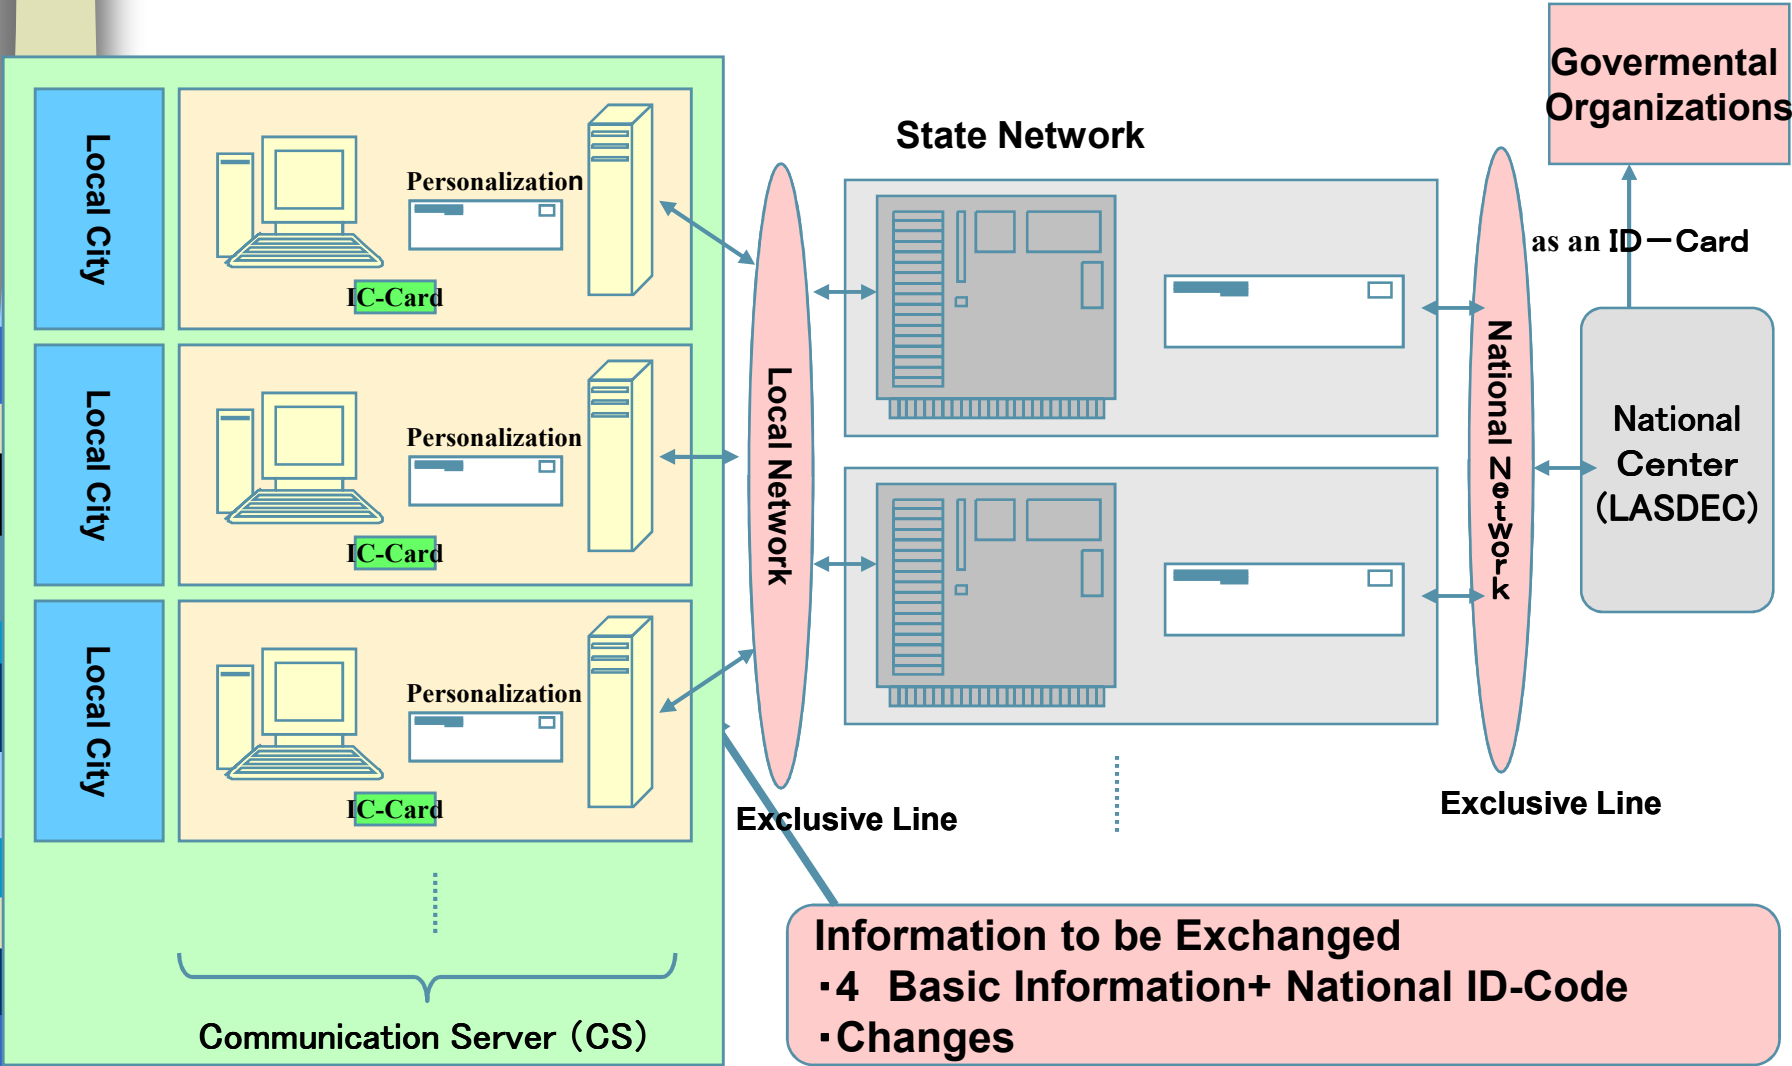 Govermental
Organizations
State Network
as an ID－Card
Local City
Personalization
IC-Card
Local City
Personalization
IC-Card
Local City
Personalization
IC-Card
Local Network
National Network
National
Center
(LASDEC)
Exclusive Line
Exclusive Line
Information to be Exchanged
・4 Basic Information+ National ID-Code
・Changes
Communication Server (CS)